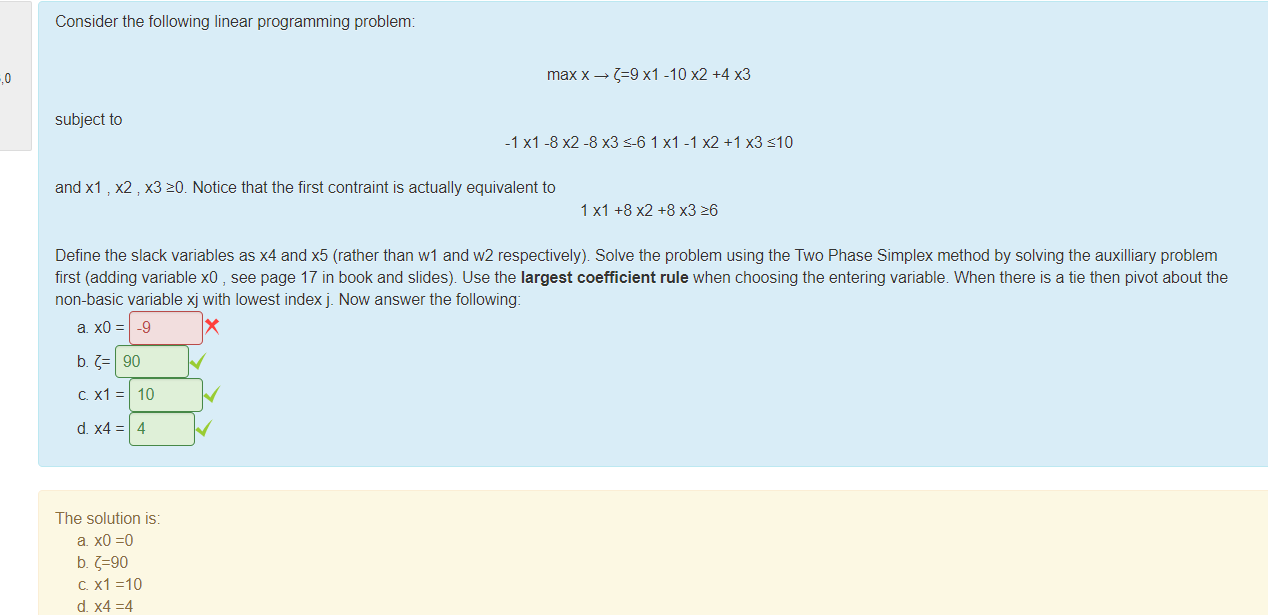 Consider the following linear programming problem:
,0
max x → ζ=9 x1 -10 x2 +4 x3
subject to
-1 x1 -8 x2 -8 x3 ≤-6 1 x1 -1 x2 +1 x3 ≤10
and x1 , x2 , x3 ≥0. Notice that the first contraint is actually equivalent to
1 x1 +8 x2 +8 x3 ≥6
Define the slack variables as x4 and x5 (rather than w1 and w2 respectively). Solve the problem using the Two Phase Simplex method by solving the auxilliary problem
first (adding variable x0 , see page 17 in book and slides). Use the largest coefficient rule when choosing the entering variable. When there is a tie then pivot about the
non-basic variable xj with lowest index j. Now answer the following:
a. x0 = -9
b. ζ= 90
c. x1 = 10
d. x4 = 4
The solution is:
a. x0 =0
b. ζ=90
c. x1 =10
d. x4 =4